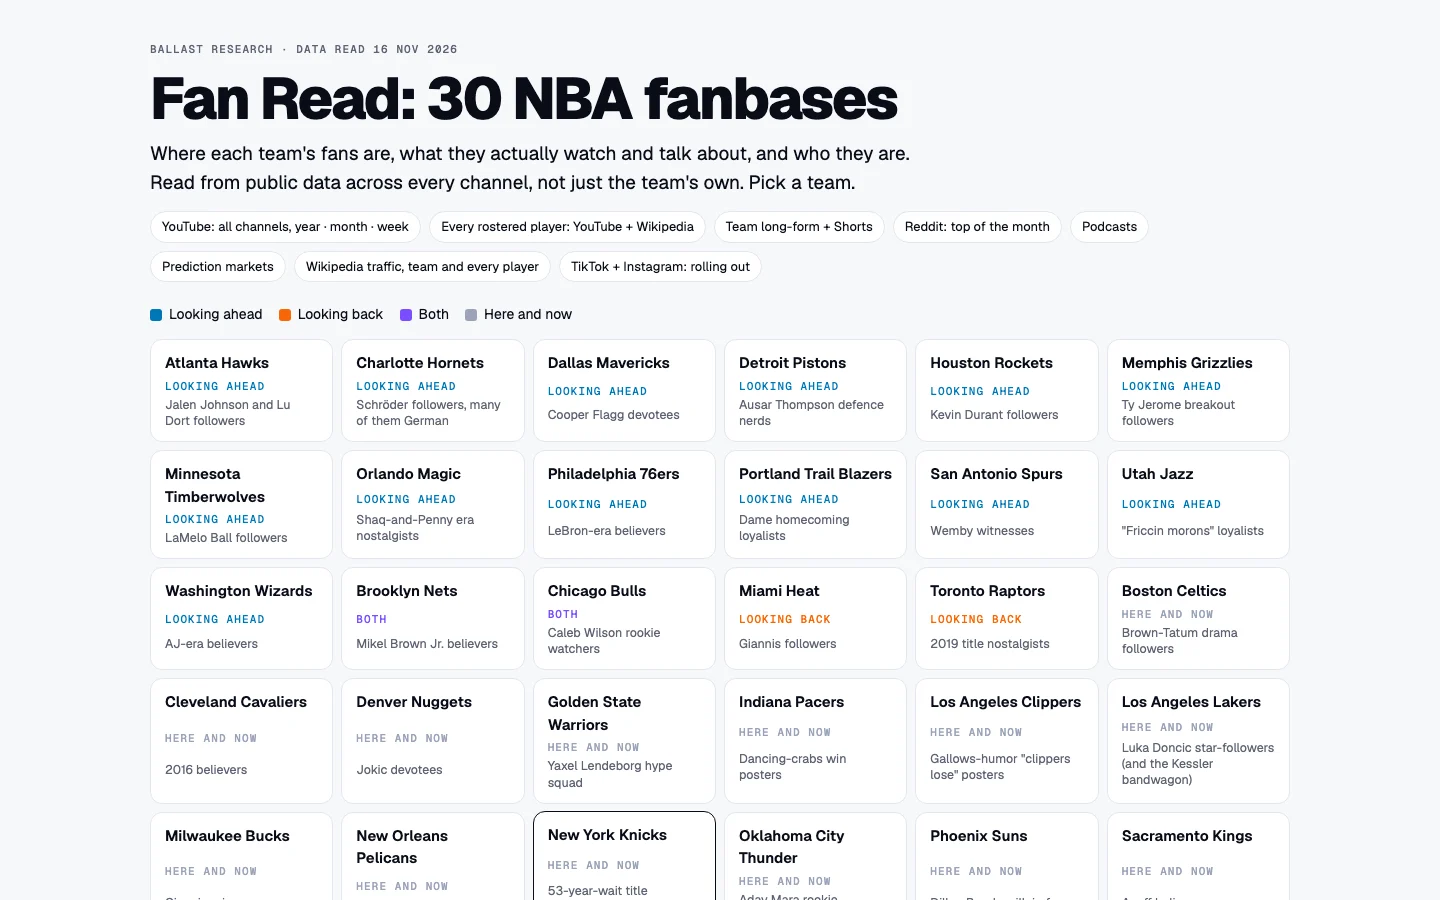 BALLAST RESEARCH · DATA READ 16 NOV 2026
Fan Read: 30 NBA fanbases
Where each team's fans are, what they actually watch and talk about, and who they are.
Read from public data across every channel, not just the team's own. Pick a team.
YouTube: all channels, year · month · week
Every rostered player: YouTube + Wikipedia
Team long-form + Shorts
Reddit: top of the month
Podcasts
Prediction markets
Wikipedia traffic, team and every player
TikTok + Instagram: rolling out
Looking ahead
Looking back
Both
Here and now
Atlanta Hawks
LOOKING AHEAD
Jalen Johnson and Lu
Dort followers
Charlotte Hornets
LOOKING AHEAD
Schröder followers, many
of them German
Dallas Mavericks
LOOKING AHEAD
Cooper Flagg devotees
Detroit Pistons
LOOKING AHEAD
Ausar Thompson defence
nerds
Houston Rockets
LOOKING AHEAD
Kevin Durant followers
Memphis Grizzlies
LOOKING AHEAD
Ty Jerome breakout
followers
Minnesota
Timberwolves
LOOKING AHEAD
LaMelo Ball followers
Orlando Magic
LOOKING AHEAD
Shaq-and-Penny era
nostalgists
Philadelphia 76ers
LOOKING AHEAD
LeBron-era believers
Portland Trail Blazers
LOOKING AHEAD
Dame homecoming
loyalists
San Antonio Spurs
LOOKING AHEAD
Wemby witnesses
Utah Jazz
LOOKING AHEAD
"Friccin morons" loyalists
Washington Wizards
LOOKING AHEAD
AJ-era believers
Brooklyn Nets
BOTH
Mikel Brown Jr. believers
Chicago Bulls
BOTH
Caleb Wilson rookie
watchers
Miami Heat
LOOKING BACK
Giannis followers
Toronto Raptors
LOOKING BACK
2019 title nostalgists
Boston Celtics
HERE AND NOW
Brown-Tatum drama
followers
Cleveland Cavaliers
HERE AND NOW
2016 believers
Denver Nuggets
HERE AND NOW
Jokic devotees
Golden State
Warriors
HERE AND NOW
Yaxel Lendeborg hype
squad
Indiana Pacers
HERE AND NOW
Dancing-crabs win
posters
Los Angeles Clippers
HERE AND NOW
Gallows-humor "clippers
lose" posters
Los Angeles Lakers
HERE AND NOW
Luka Doncic star-followers
(and the Kessler
bandwagon)
Milwaukee Bucks
HERE AND NOW
New Orleans
Pelicans
HERE AND NOW
New York Knicks
HERE AND NOW
53-year-wait title
Oklahoma City
Thunder
HERE AND NOW
Aday Mara rookie
Phoenix Suns
HERE AND NOW
Sacramento Kings
HERE AND NOW